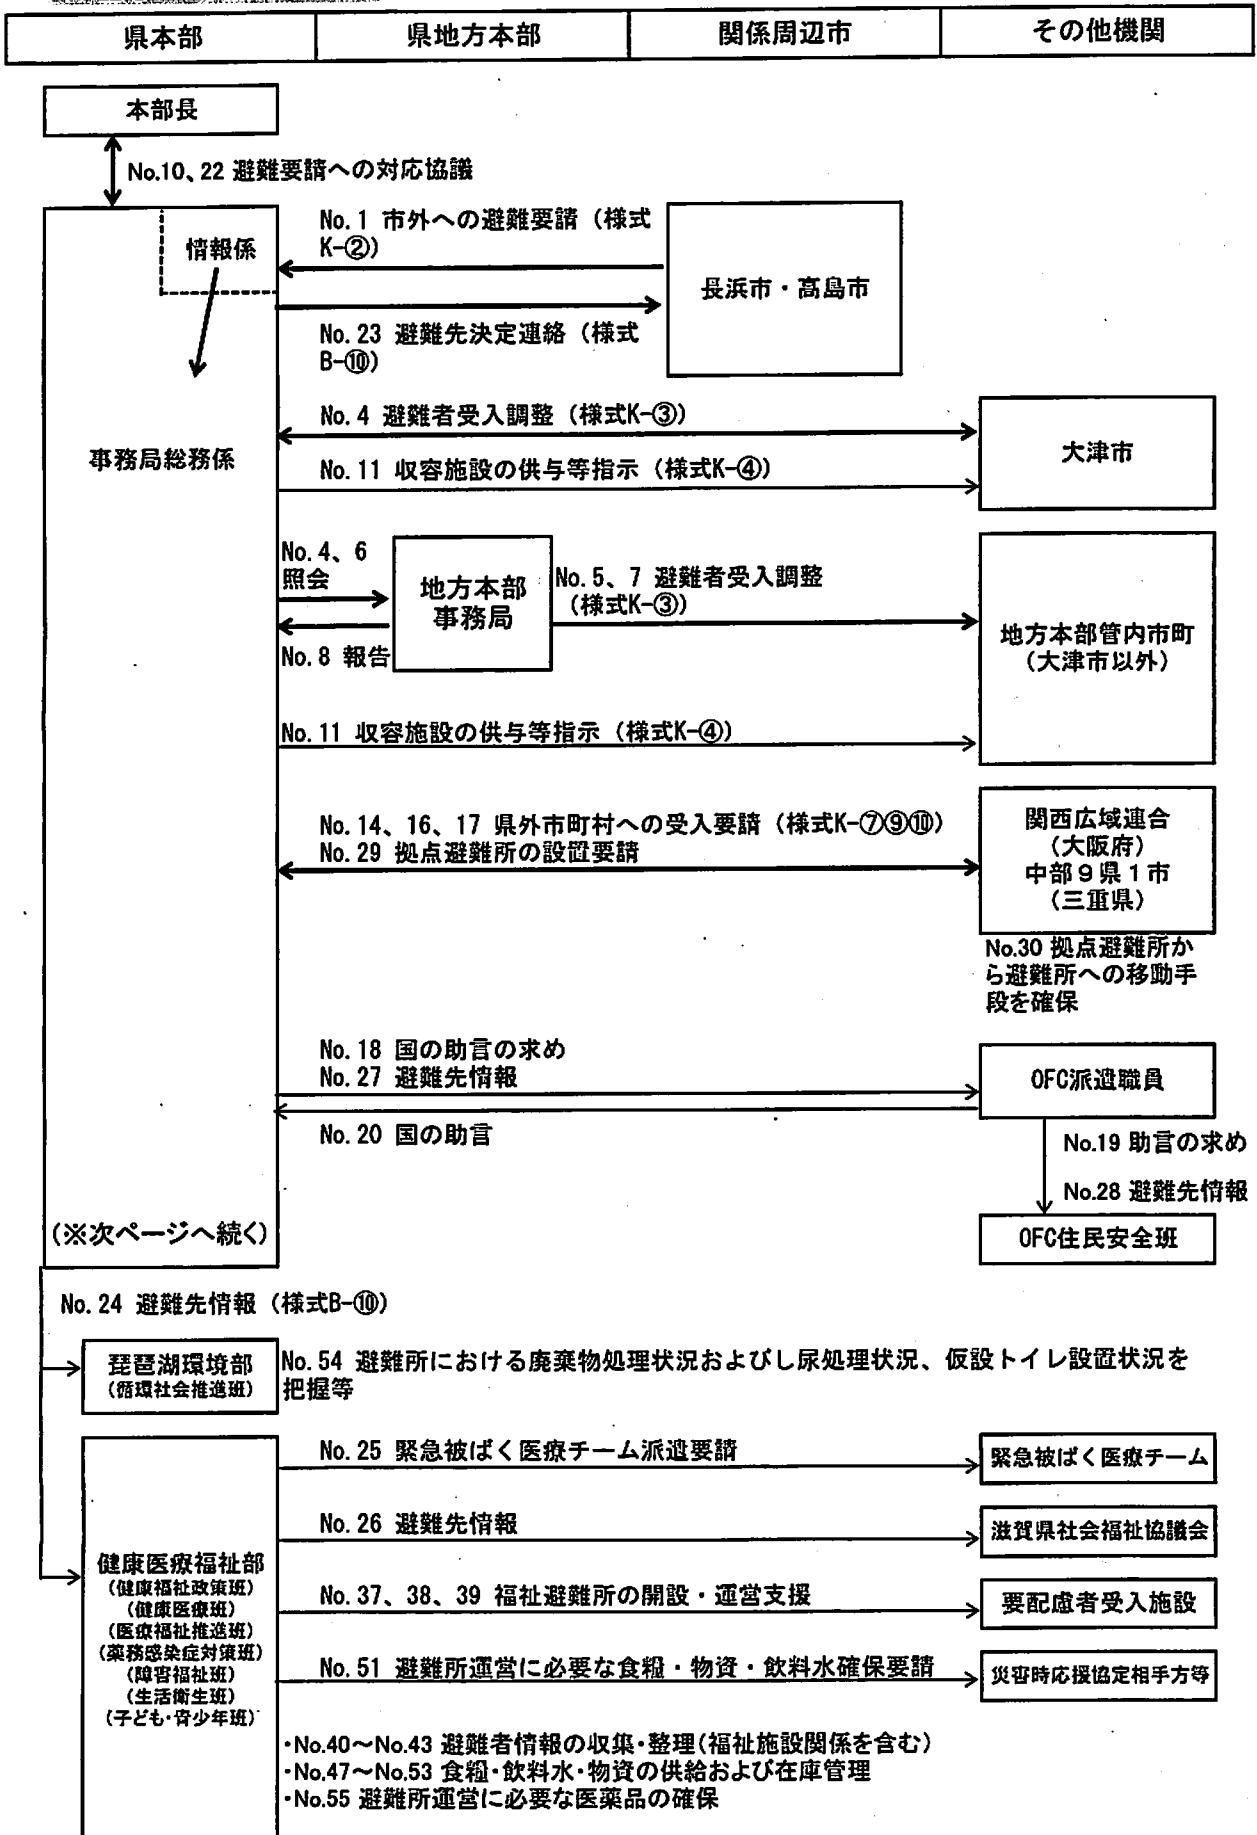 県本部
県地方本部
関係周辺市
その他機関
本部長
No.10、22 避難要請への対応協議
情報係
No.1 市外への避難要請（様式
K-②）
長浜市・高島市
No.23 避難先決定連絡（様式
B-⑩）
事務局総務係
No.4 避難者受入調整（様式K-③）
No.11 収容施設の供与等指示（様式K-④）
大津市
No.4、6
照会
地方本部
事務局
No.8 報告
No.5、7 避難者受入調整
（様式K-③）
地方本部管内市町
（大津市以外）
No.11 収容施設の供与等指示（様式K-④）
No.14、16、17 県外市町村への受入要請（様式K-⑦⑨⑩）
No.29 拠点避難所の設置要請
関西広域連合
（大阪府）
中部９県１市
（三重県）
No.30 拠点避難所か
ら避難所への移動手
段を確保
No.18 国の助言の求め
No.27 避難先情報
OFC派遣職員
No.20 国の助言
No.19 助言の求め
No.28 避難先情報
OFC住民安全班
(※次ページへ続く)
No.24 避難先情報（様式B-⑩）
琵琶湖環境部
(循環社会推進班)
No.54 避難所における廃棄物処理状況およびし尿処理状況、仮設トイレ設置状況を
把握等
健康医療福祉部
(健康福祉政策班)
(健康医療班)
(医療福祉推進班)
(薬務感染症対策班)
(障害福祉班)
(生活衛生班)
(子ども・青少年班)
No.25 緊急被ばく医療チーム派遣要請
緊急被ばく医療チーム
No.26 避難先情報
滋賀県社会福祉協議会
No.37、38、39 福祉避難所の開設・運営支援
要配慮者受入施設
No.51 避難所運営に必要な食糧・物資・飲料水確保要請
災害時応援協定相手方等
・No.40～No.43 避難者情報の収集・整理(福祉施設関係を含む)
・No.47～No.53 食糧・飲料水・物資の供給および在庫管理
・No.55 避難所運営に必要な医薬品の確保